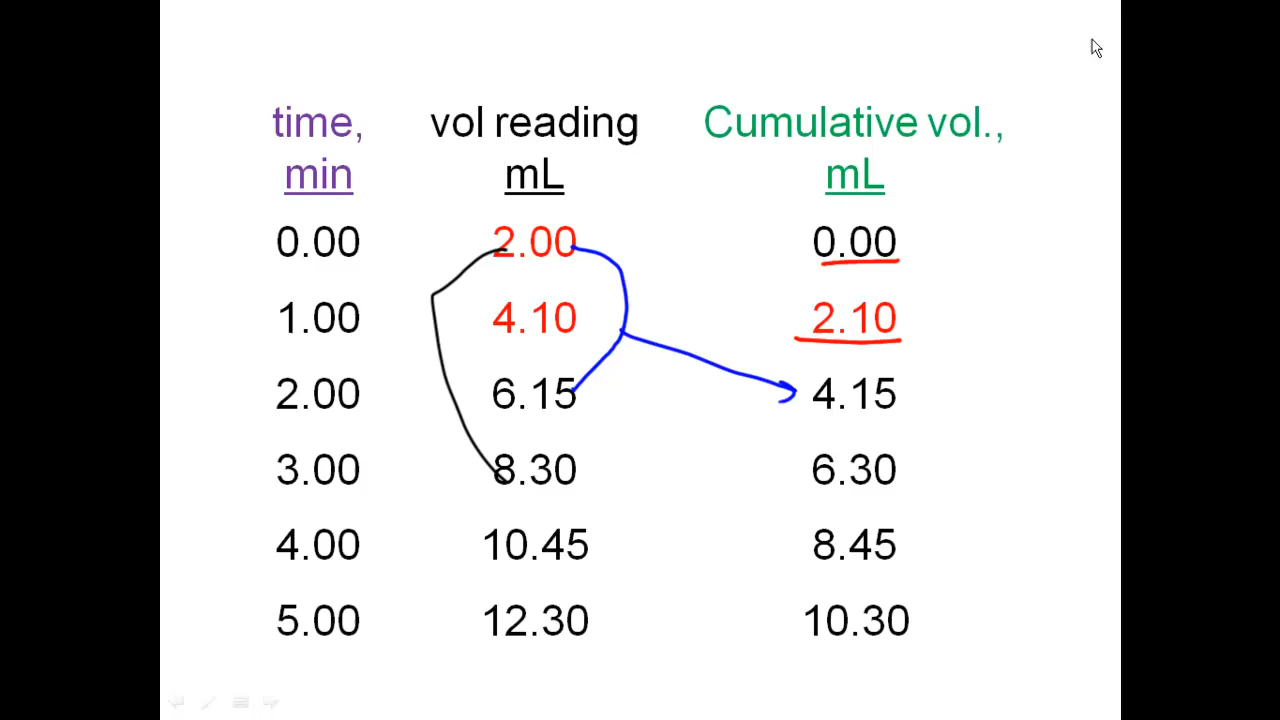 time, vol reading Cumulative vol.,
min mL mL
0.00 2.00 0.00
1.00 4.10 2.10
2.00 6.15 4.15
3.00 8.30 6.30
4.00 10.45 8.45
5.00 12.30 10.30